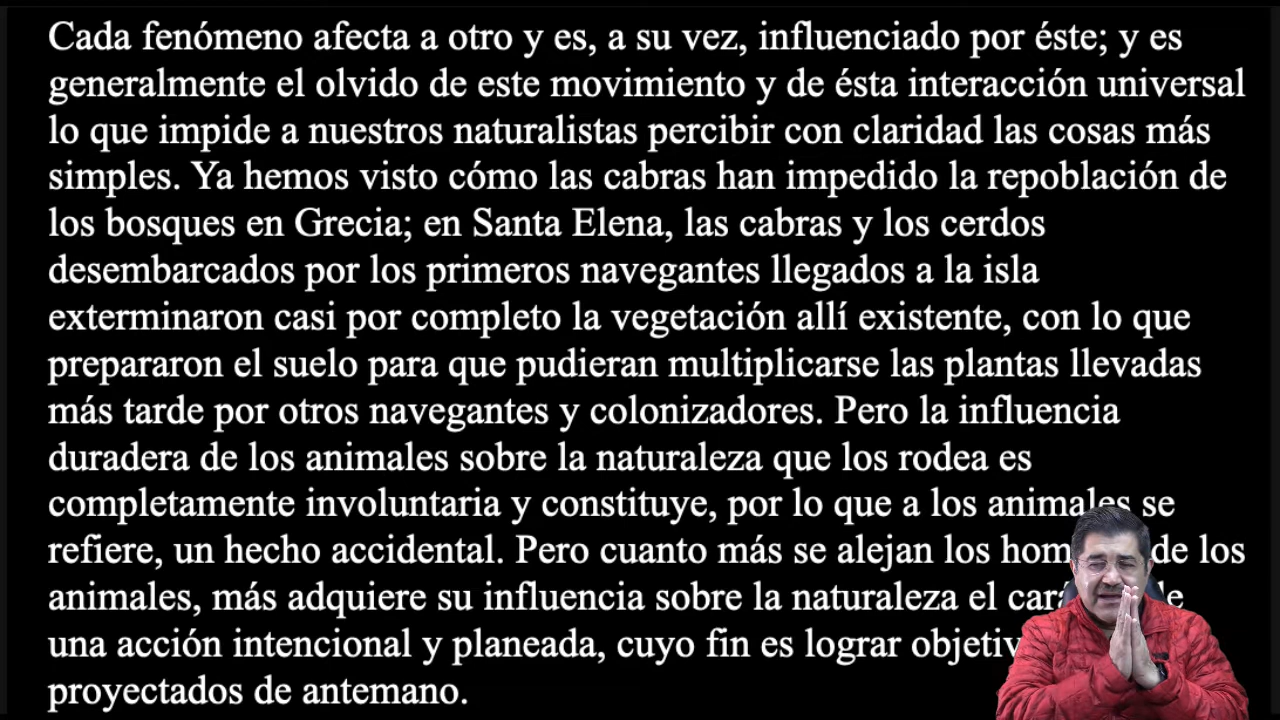 Cada fenómeno afecta a otro y es, a su vez, influenciado por éste; y es
generalmente el olvido de este movimiento y de ésta interacción universal
lo que impide a nuestros naturalistas percibir con claridad las cosas más
simples. Ya hemos visto cómo las cabras han impedido la repoblación de
los bosques en Grecia; en Santa Elena, las cabras y los cerdos
desembarcados por los primeros navegantes llegados a la isla
exterminaron casi por completo la vegetación allí existente, con lo que
prepararon el suelo para que pudieran multiplicarse las plantas llevadas
más tarde por otros navegantes y colonizadores. Pero la influencia
duradera de los animales sobre la naturaleza que los rodea es
completamente involuntaria y constituye, por lo que a los animales se
refiere, un hecho accidental. Pero cuanto más se alejan los de los
animales, más adquiere su influencia sobre la naturaleza el
una acción intencional y planeada, cuyo fin es lograr
proyectados de antemano.